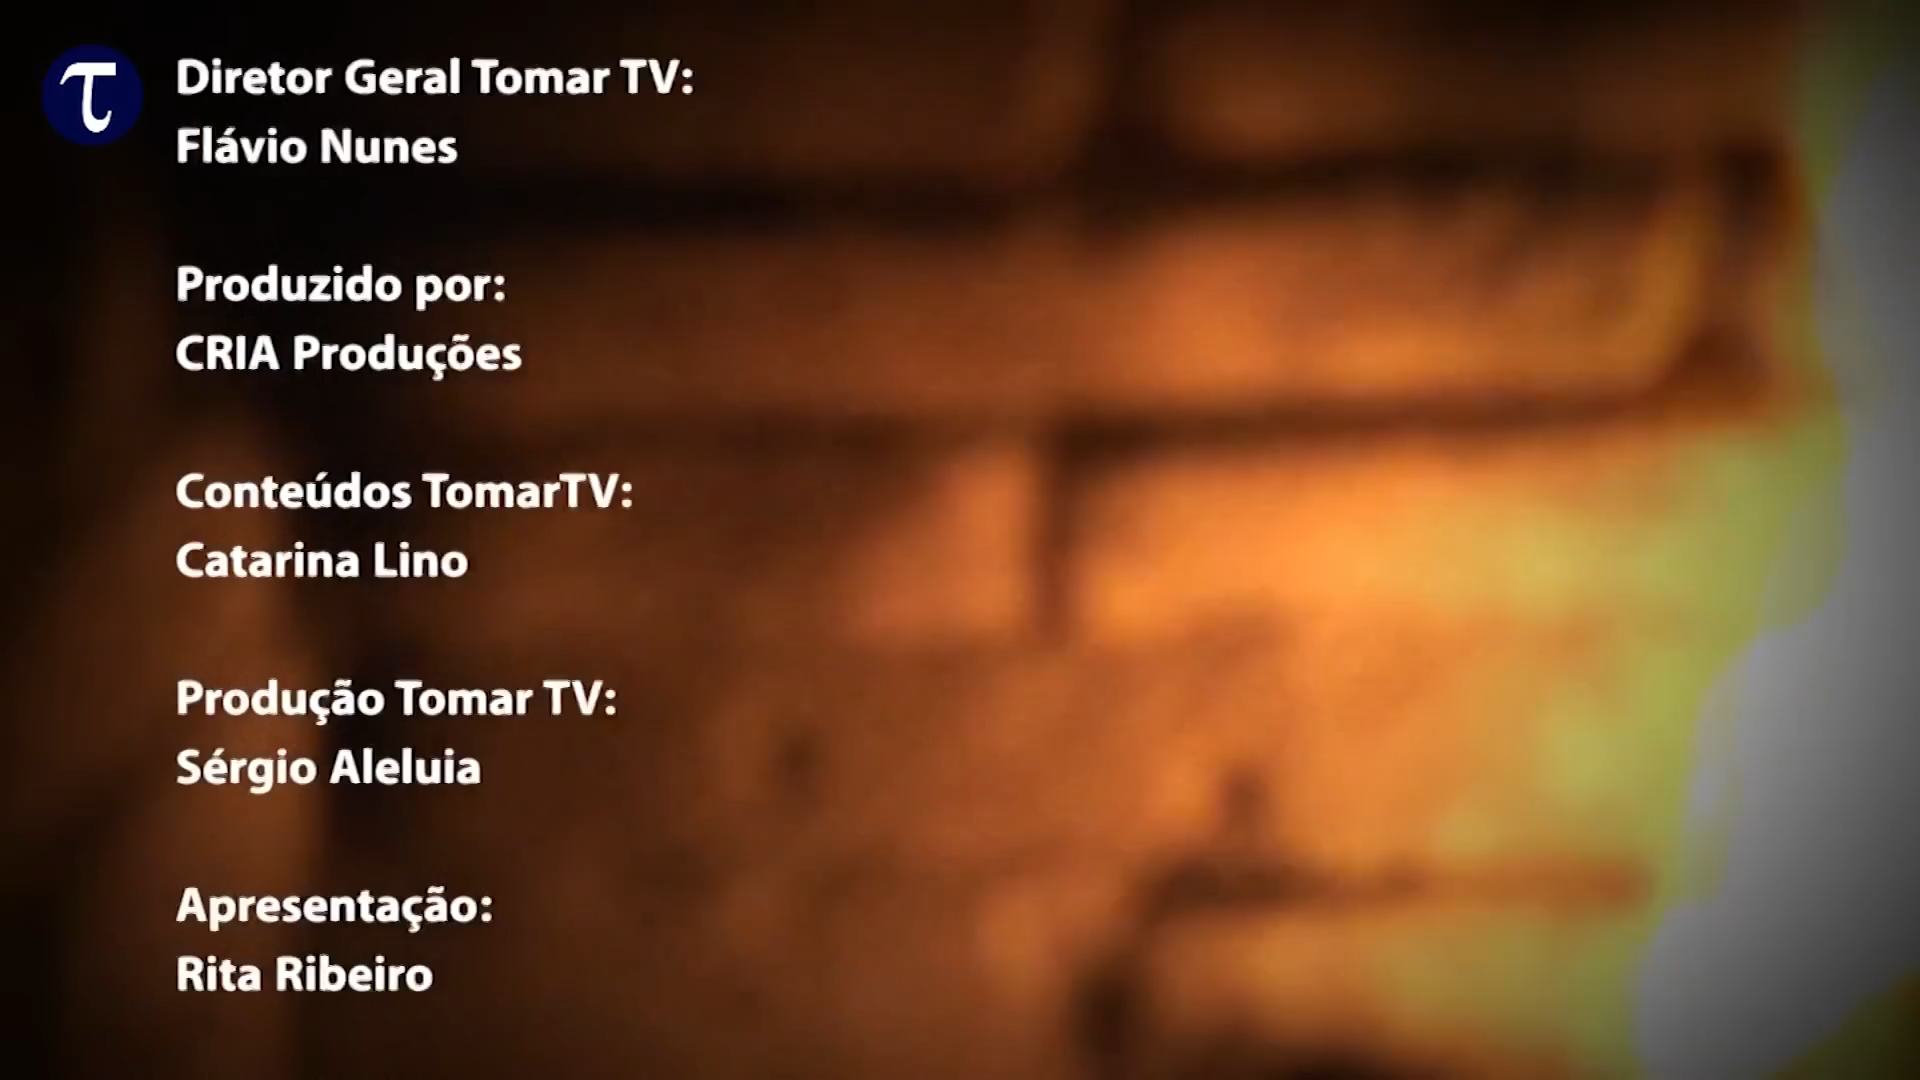 τ
Diretor Geral Tomar TV:
Flávio Nunes
Produzido por:
CRIA Produções
Conteúdos TomarTV:
Catarina Lino
Produção Tomar TV:
Sérgio Aleluia
Apresentação:
Rita Ribeiro